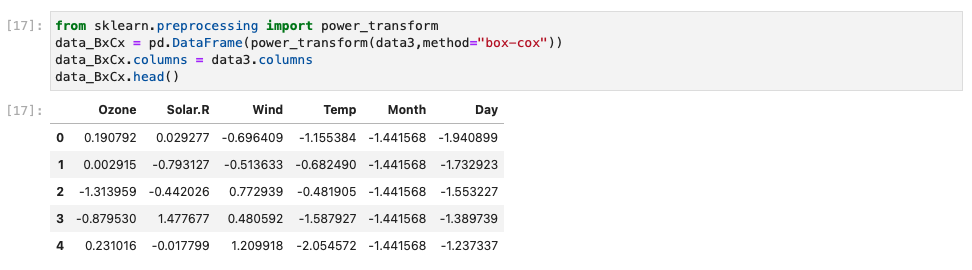 [17]: from sklearn.preprocessing import power_transform
data_BxCx = pd.DataFrame(power_transform(data3,method="box-cox"))
data_BxCx.columns = data3.columns
data_BxCx.head()
[17]: Ozone Solar.R Wind Temp Month Day
0 0.190792 0.029277 -0.696409 -1.155384 -1.441568 -1.940899
1 0.002915 -0.793127 -0.513633 -0.682490 -1.441568 -1.732923
2 -1.313959 -0.442026 0.772939 -0.481905 -1.441568 -1.553227
3 -0.879530 1.477677 0.480592 -1.587927 -1.441568 -1.389739
4 0.231016 -0.017799 1.209918 -2.054572 -1.441568 -1.237337